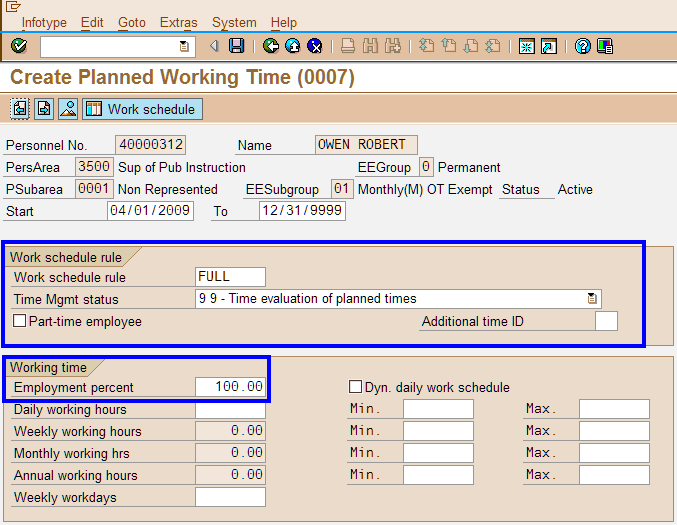 Infotype Edit Goto Extras System Help
Create Planned Working Time (0007)
Work schedule
Personnel No. 40000312 Name OWEN ROBERT
PersArea 3500 Sup of Pub Instruction EEGroup 0 Permanent
PSubarea 0001 Non Represented EESubgroup 01 Monthly(M) OT Exempt Status Active
Start 04/01/2009 To 12/31/9999
Work schedule rule
Work schedule rule FULL
Time Mgmt status 9 9 - Time evaluation of planned times
Part-time employee Additional time ID
Working time
Employment percent 100.00 Dyn. daily work schedule
Daily working hours Min. Max.
Weekly working hours 0.00 Min. Max.
Monthly working hrs 0.00 Min. Max.
Annual working hours 0.00 Min. Max.
Weekly workdays